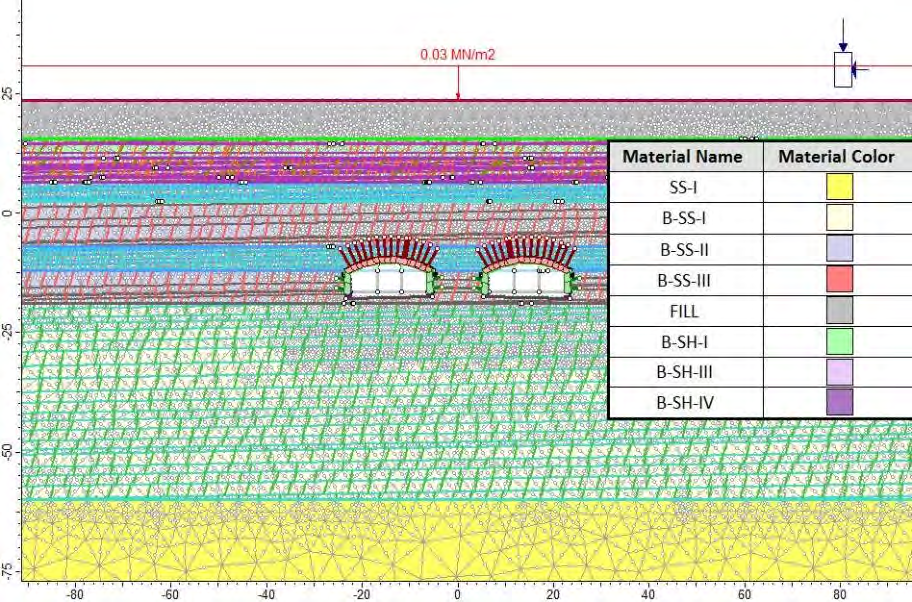 0.03 MN/m2
25
0
-25
-50
-75
Material Name Material Color
SS-I
B-SS-I
B-SS-II
B-SS-III
FILL
B-SH-I
B-SH-III
B-SH-IV
-80 -60 -40 -20 0 20 40 60 80